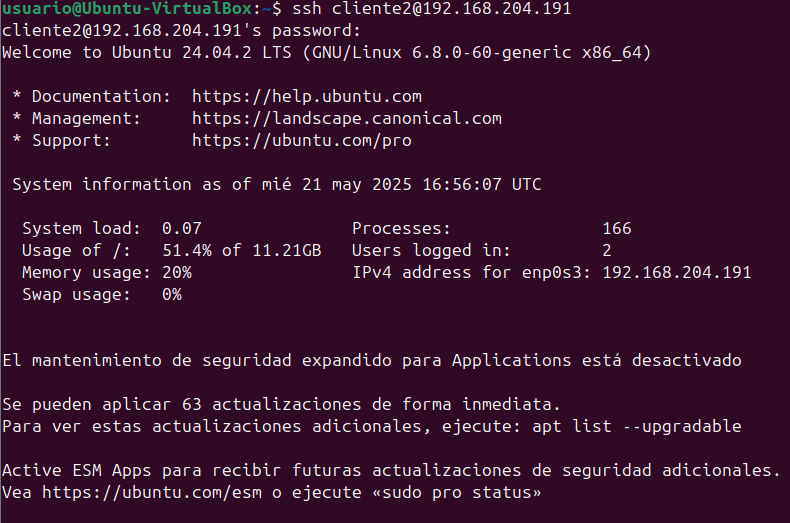 usuario@Ubuntu-VirtualBox:~$ ssh cliente2@192.168.204.191
cliente2@192.168.204.191's password:
Welcome to Ubuntu 24.04.2 LTS (GNU/Linux 6.8.0-60-generic x86_64)
* Documentation:  https://help.ubuntu.com
* Management:     https://landscape.canonical.com
* Support:        https://ubuntu.com/pro
System information as of mié 21 may 2025 16:56:07 UTC
System load:  0.07               Processes:               166
Usage of /:   51.4% of 11.21GB   Users logged in:         2
Memory usage: 20%                IPv4 address for enp0s3: 192.168.204.191
Swap usage:   0%
El mantenimiento de seguridad expandido para Applications está desactivado
Se pueden aplicar 63 actualizaciones de forma inmediata.
Para ver estas actualizaciones adicionales, ejecute: apt list --upgradable
Active ESM Apps para recibir futuras actualizaciones de seguridad adicionales.
Vea https://ubuntu.com/esm o ejecute «sudo pro status»